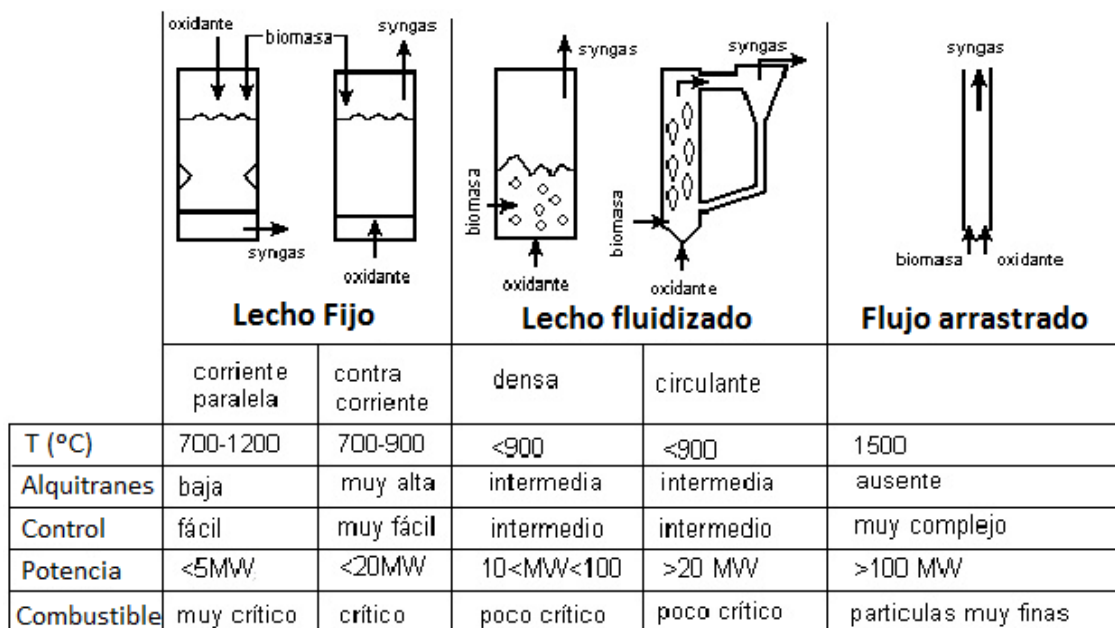 oxidante
biomasa
syngas
syngas
oxidante
syngas
biomasa
oxidante
syngas
biomasa
oxidante
syngas
biomasa
oxidante
Lecho Fijo
Lecho fluidizado
Flujo arrastrado
corriente paralela
contra corriente
densa
circulante
T (°C) 700-1200 700-900 <900 <900 1500
Alquitranes baja muy alta intermedia intermedia ausente
Control fácil muy fácil intermedio intermedio muy complejo
Potencia <5MW <20MW 10<MW<100 >20 MW >100 MW
Combustible muy crítico crítico poco crítico poco crítico particulas muy finas